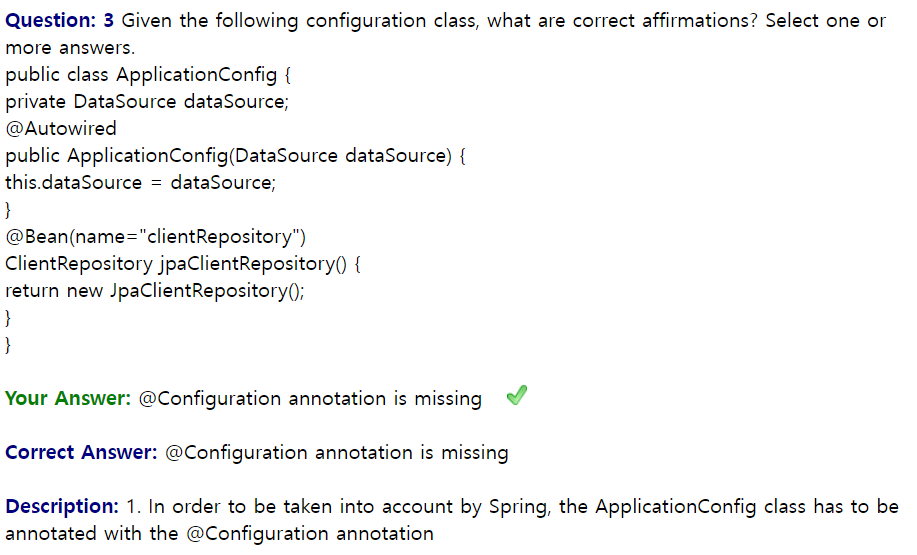 Question: 3 Given the following configuration class, what are correct affirmations? Select one or
more answers.
public class ApplicationConfig {
private DataSource dataSource;
@Autowired
public ApplicationConfig(DataSource dataSource) {
this.dataSource = dataSource;
}
@Bean(name="clientRepository")
ClientRepository jpaClientRepository() {
return new JpaClientRepository();
}
}
Your Answer: @Configuration annotation is missing
Correct Answer: @Configuration annotation is missing
Description: 1. In order to be taken into account by Spring, the ApplicationConfig class has to be
annotated with the @Configuration annotation